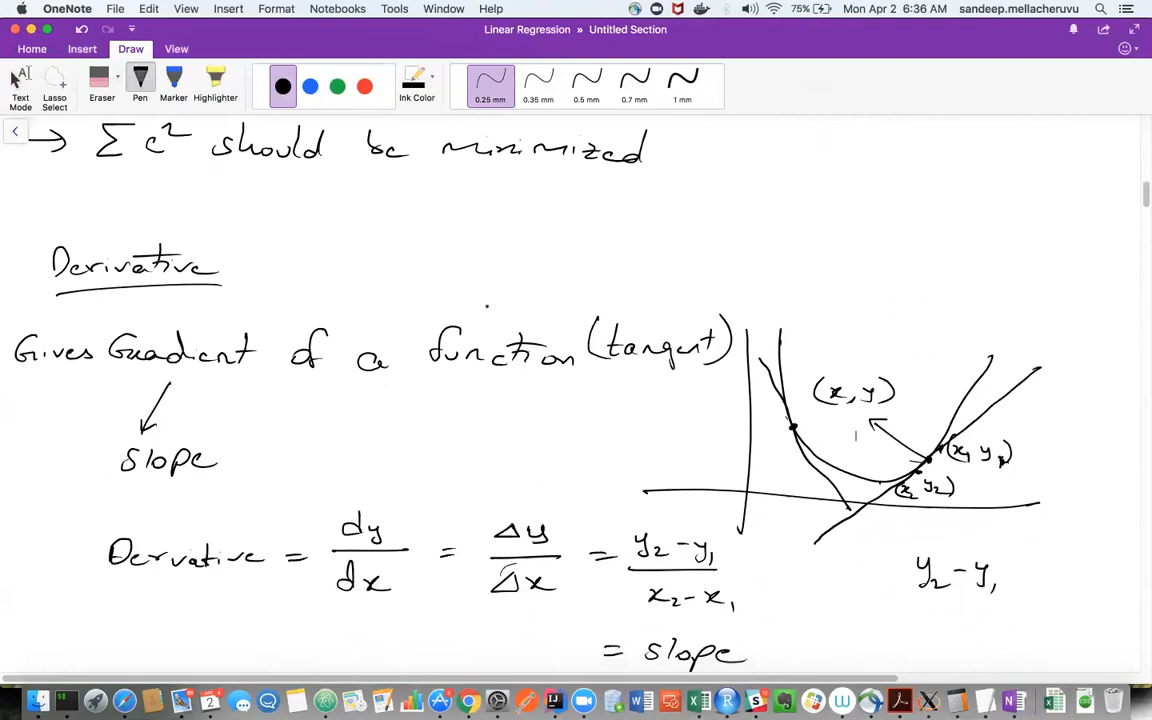 OneNote File Edit View Insert Format Notebooks Tools Window Help 75% Mon Apr 2 6:36 AM sandeep.mellacheruvu
Linear Regression » Untitled Section
Home Insert Draw View
Text Mode Lasso Select Eraser Pen Marker Highlighter Ink Color 0.25 mm 0.35 mm 0.5 mm 0.7 mm 1 mm
→ Σ e² should be minimized
Derivative
Gives Gradient of a function (tangent)
slope
(x, y)
(x₁ y₁)
(x₂ y₂)
Derivative = dy/dx = Δy/Δx = y₂-y₁/x₂-x₁
y₂-y₁
= slope